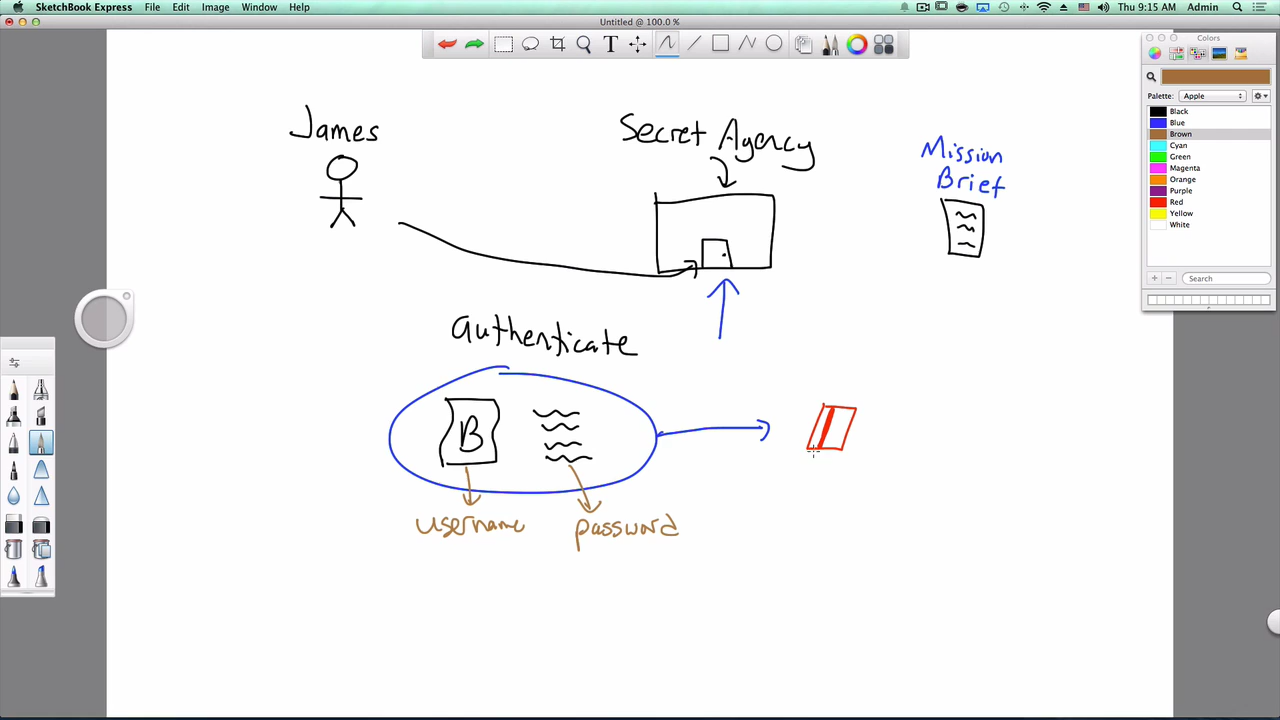 SketchBook Express File Edit Image Window Help Thu 9:15 AM Admin
Untitled @ 100.0 %
T
Colors
Palette: Apple
Black
Blue
Brown
Cyan
Green
Magenta
Orange
Purple
Red
Yellow
White
Search
James
Secret Agency
Mission
Brief
authenticate
B
username
password